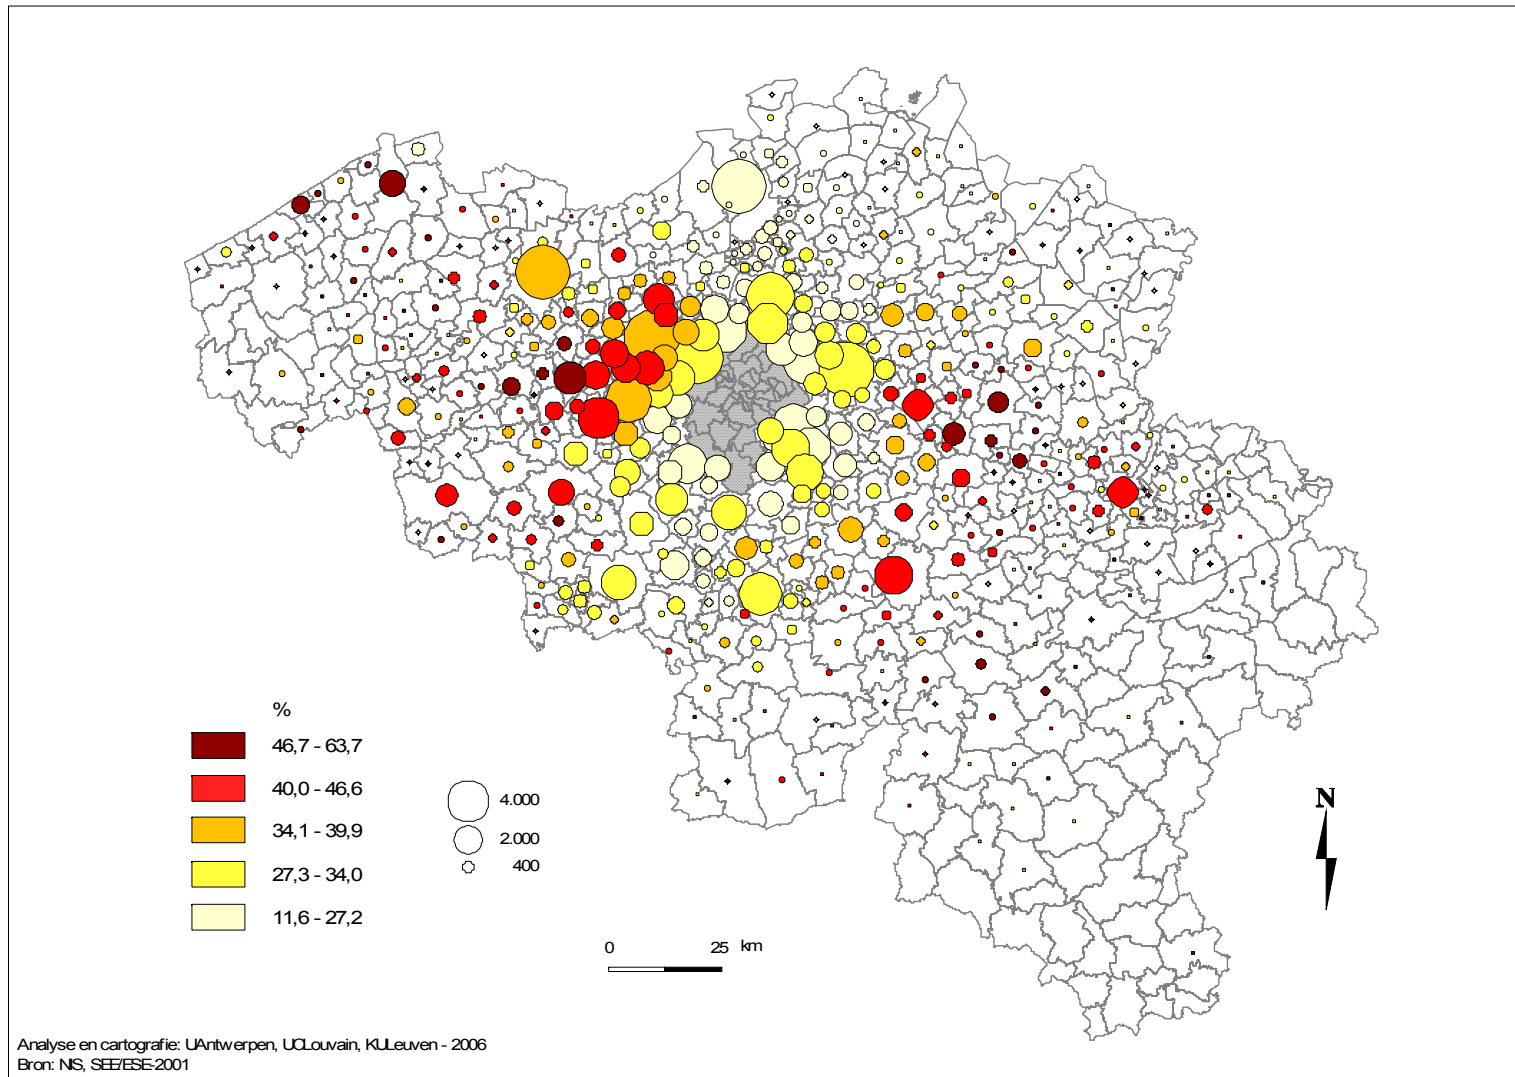 %
46,7 - 63,7
40,0 - 46,6
34,1 - 39,9
27,3 - 34,0
11,6 - 27,2
4.000
2.000
400
0 25 km
N
Analyse en cartografie: UAntwerpen, UCLouvain, KULeuven - 2006
Bron: NIS, SEE/ESE-2001